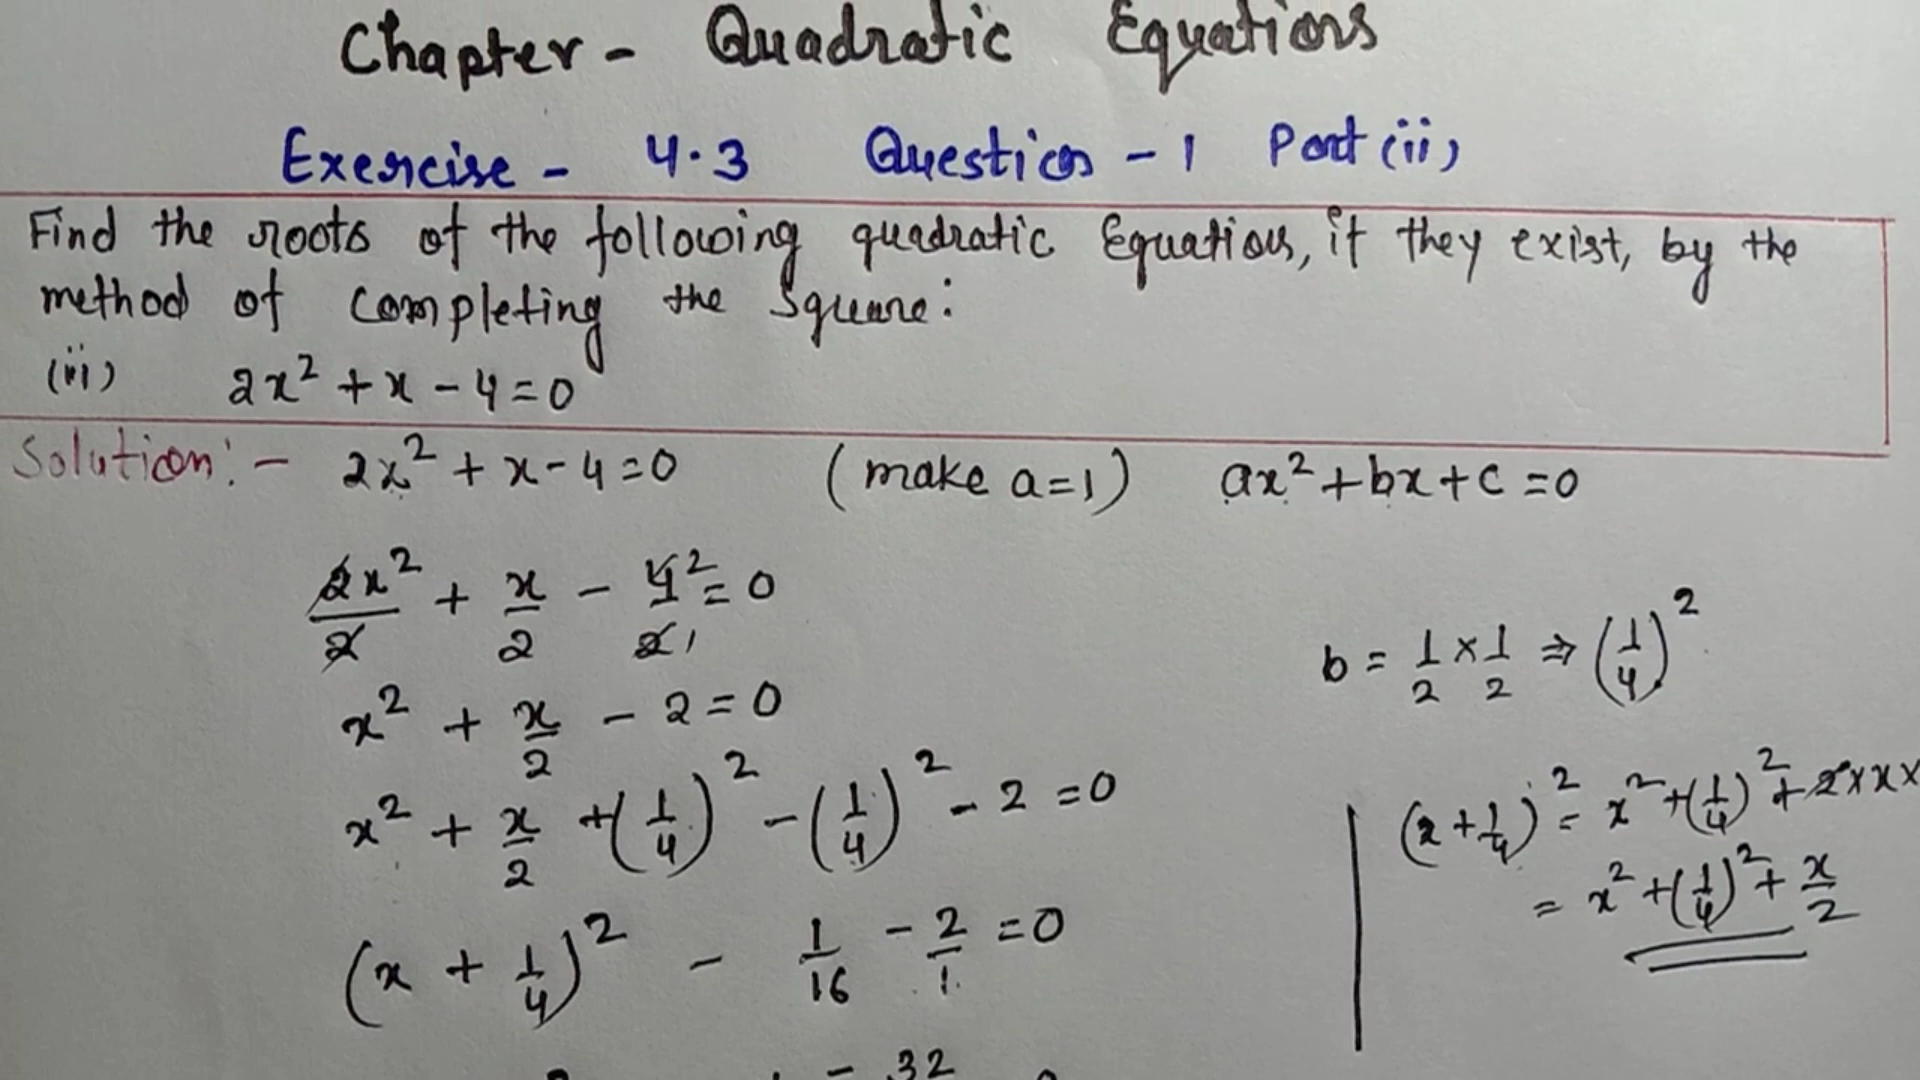 Chapter - Quadratic Equations
Exercise - 4.3 Question - 1 Part (ii)
Find the roots of the following quadratic Equations, if they exist, by the
method of completing the square:
(ii) 2x² + x - 4 = 0
Solution:- 2x² + x - 4 = 0 (make a=1) ax² + bx + c = 0
2x²/2 + x/2 - 4²/2 1 = 0
b = 1/2 × 1/2 ⇒ (1/4)²
x² + x/2 - 2 = 0
x² + x/2 + (1/4)² - (1/4)² - 2 = 0
(x + 1/4)² = x² + (1/4)² + 2 × x ×
= x² + (1/4)² + x/2
(x + 1/4)² - 1/16 - 2/1 = 0
- 32